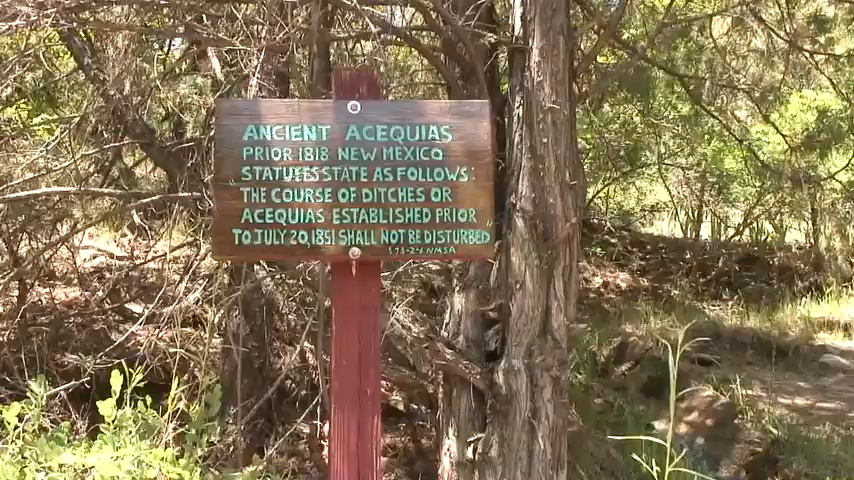 ANCIENT ACEQUIAS
PRIOR 1818 NEW MEXICO
"STATUTES STATE AS FOLLOWS:
THE COURSE OF DITCHES OR
ACEQUIAS ESTABLISHED PRIOR
TO JULY 20, 1851 SHALL NOT BE DISTURBED"
§ 73-2-6 NMSA